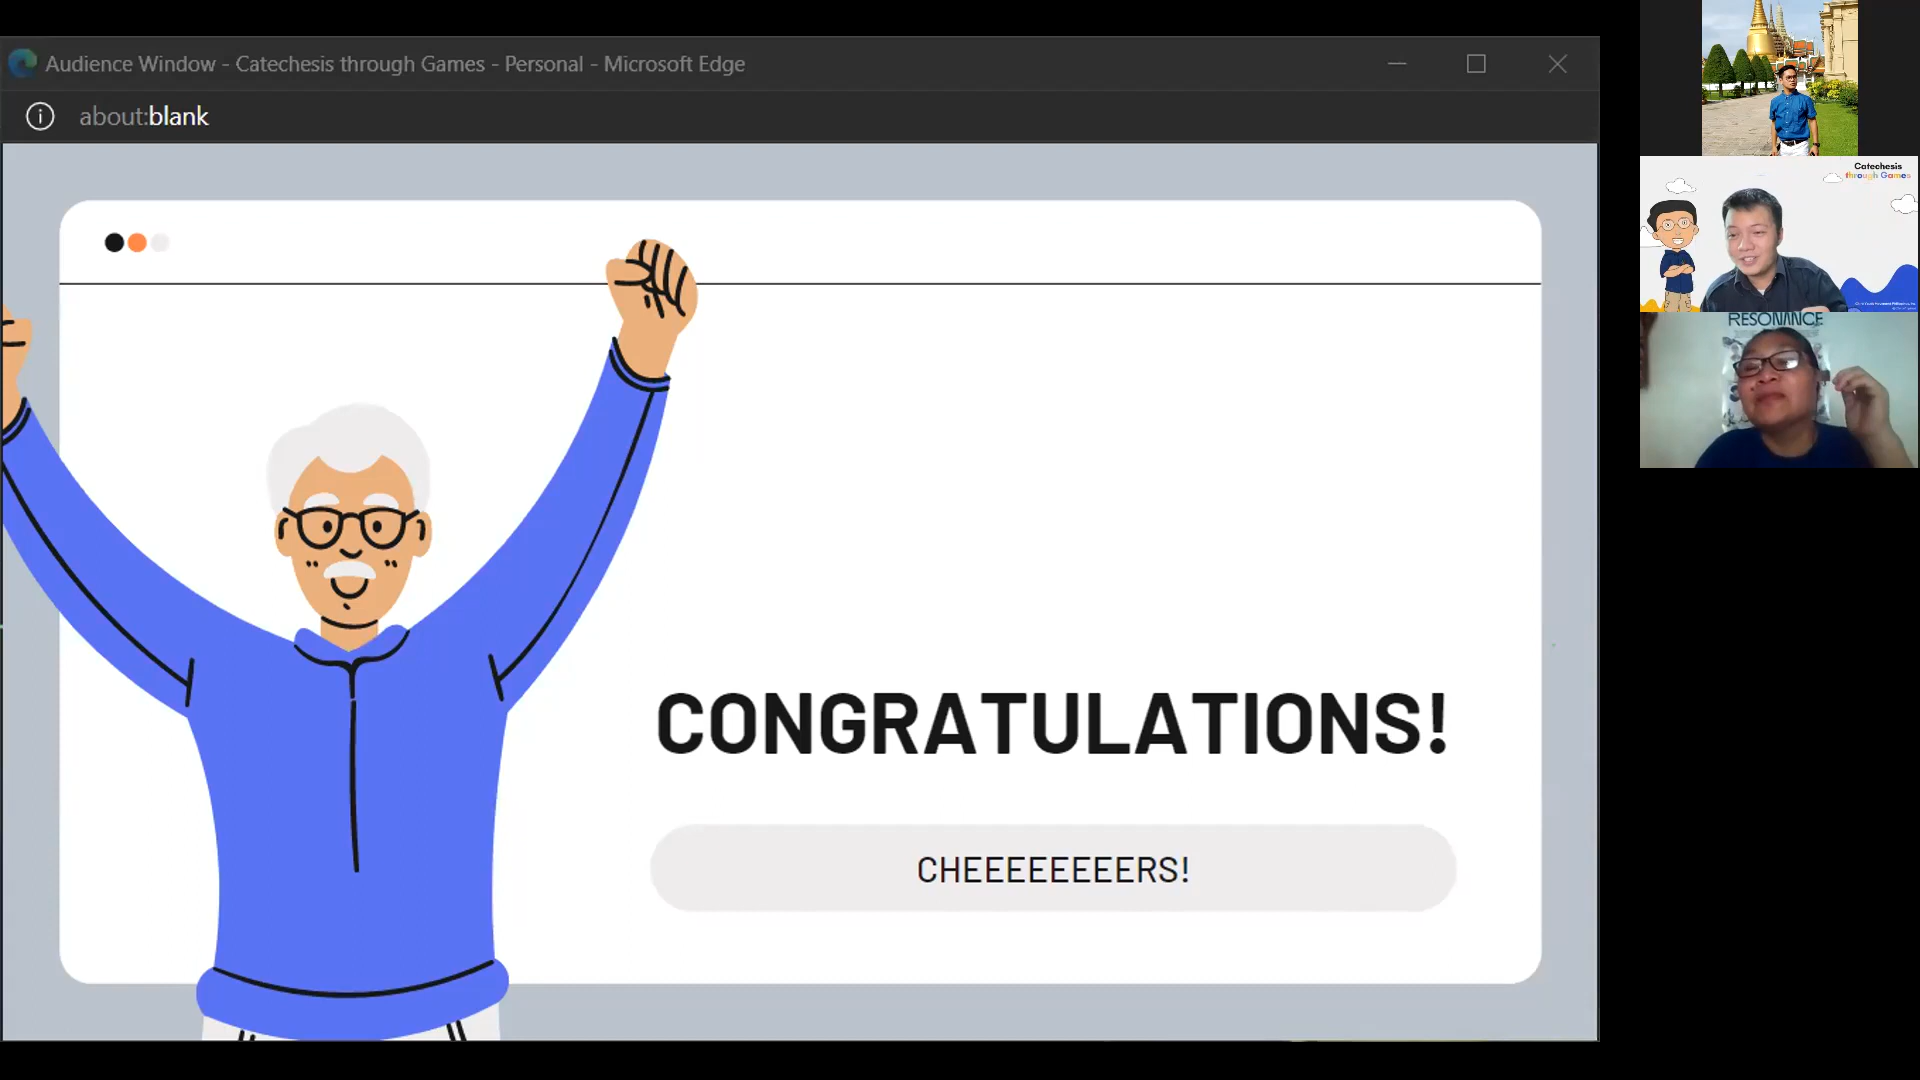 Audience Window - Catechesis through Games - Personal - Microsoft Edge
about:blank
CONGRATULATIONS!
CHEEEEEEEERS!
Catechesis
through Games
RESONANCE